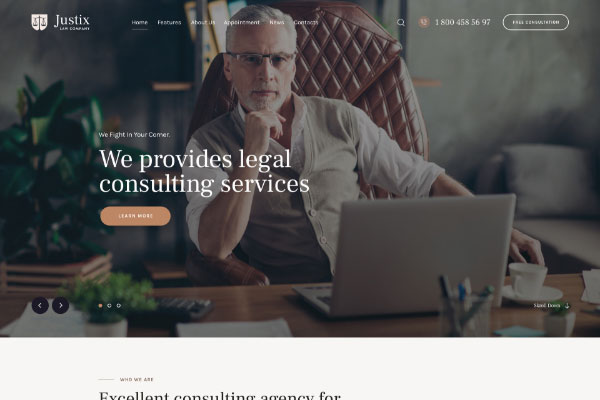 Justix
LAW COMPANY
Home Features About Us Appointment News Contacts
1 800 458 56 97
FREE CONSULTATION
We Fight In Your Corner.
We provides legal
consulting services
LEARN MORE
Scroll Down
WHO WE ARE
Excellent consulting agency for